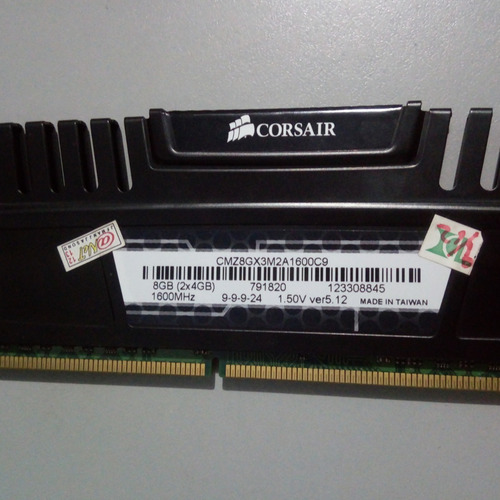 CORSAIR
CMZ8GX3M2A1600C9
8GB (2x4GB) 791820 123308845
1600MHz 9-9-9-24 1.50V ver5.12 MADE IN TAIWAN